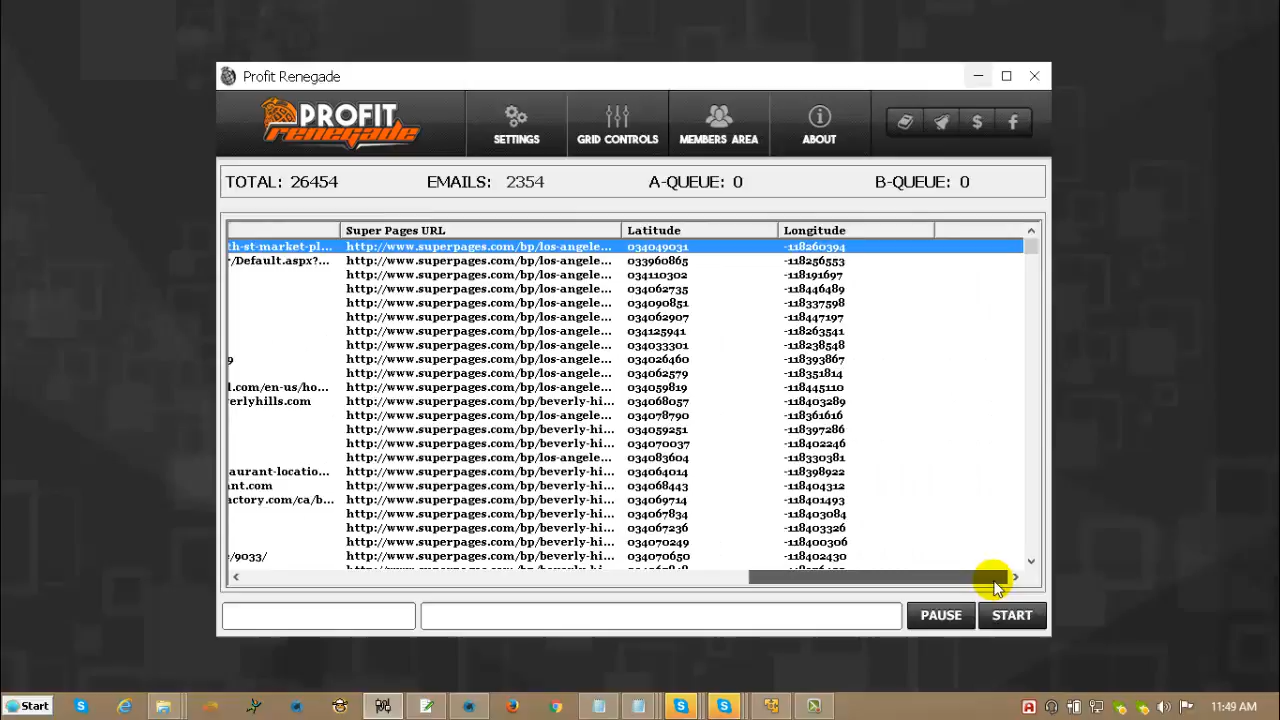 Profit Renegade
PROFIT
renegade
SETTINGS
GRID CONTROLS
MEMBERS AREA
ABOUT
TOTAL: 26454 EMAILS: 2354 A-QUEUE: 0 B-QUEUE: 0
Super Pages URL Latitude Longitude
th-st-market-pl... http://www.superpages.com/bp/los-angele... 034049031 -118260394
r/Default.aspx?... http://www.superpages.com/bp/los-angele... 033960865 -118256553
http://www.superpages.com/bp/los-angele... 034110302 -118191697
http://www.superpages.com/bp/los-angele... 034062735 -118446489
http://www.superpages.com/bp/los-angele... 034090851 -118337598
http://www.superpages.com/bp/los-angele... 034062907 -118447197
http://www.superpages.com/bp/los-angele... 034125941 -118263541
http://www.superpages.com/bp/los-angele... 034033301 -118238548
9 http://www.superpages.com/bp/los-angele... 034026460 -118393867
http://www.superpages.com/bp/los-angele... 034062579 -118351814
l.com/en-us/ho... http://www.superpages.com/bp/los-angele... 034059819 -118445110
verlyhills.com http://www.superpages.com/bp/beverly-hi... 034068057 -118403289
http://www.superpages.com/bp/los-angele... 034078790 -118361616
http://www.superpages.com/bp/beverly-hi... 034059251 -118397286
http://www.superpages.com/bp/beverly-hi... 034070037 -118402246
http://www.superpages.com/bp/los-angele... 034083604 -118330381
aurant-locatio... http://www.superpages.com/bp/beverly-hi... 034064014 -118398922
ant.com http://www.superpages.com/bp/beverly-hi... 034068443 -118404312
actory.com/ca/b... http://www.superpages.com/bp/beverly-hi... 034069714 -118401493
http://www.superpages.com/bp/beverly-hi... 034067834 -118403084
http://www.superpages.com/bp/beverly-hi... 034067236 -118403326
http://www.superpages.com/bp/beverly-hi... 034070249 -118400306
e/9033/ http://www.superpages.com/bp/beverly-hi... 034070650 -118402430
PAUSE START
Start 11:49 AM